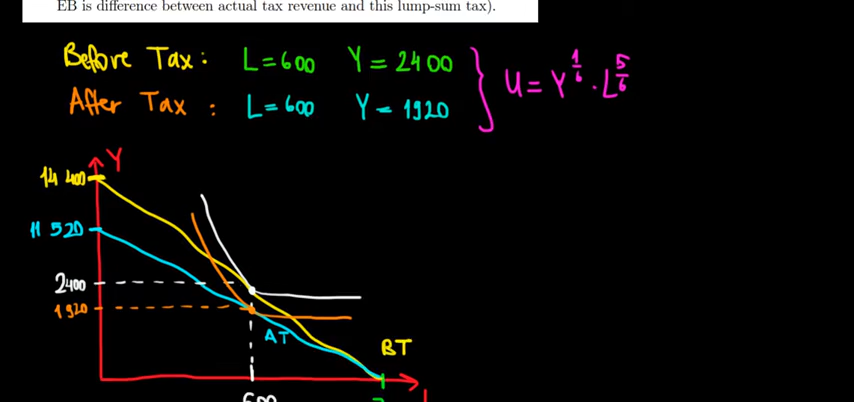 EB is difference between actual tax revenue and this lump-sum tax).
Before Tax: L=600 Y=2400
After Tax: L=600 Y=1920
U=Y^{1/6}·L^{5/6}
Y
14 400
11 520
2400
1920
AT
BT